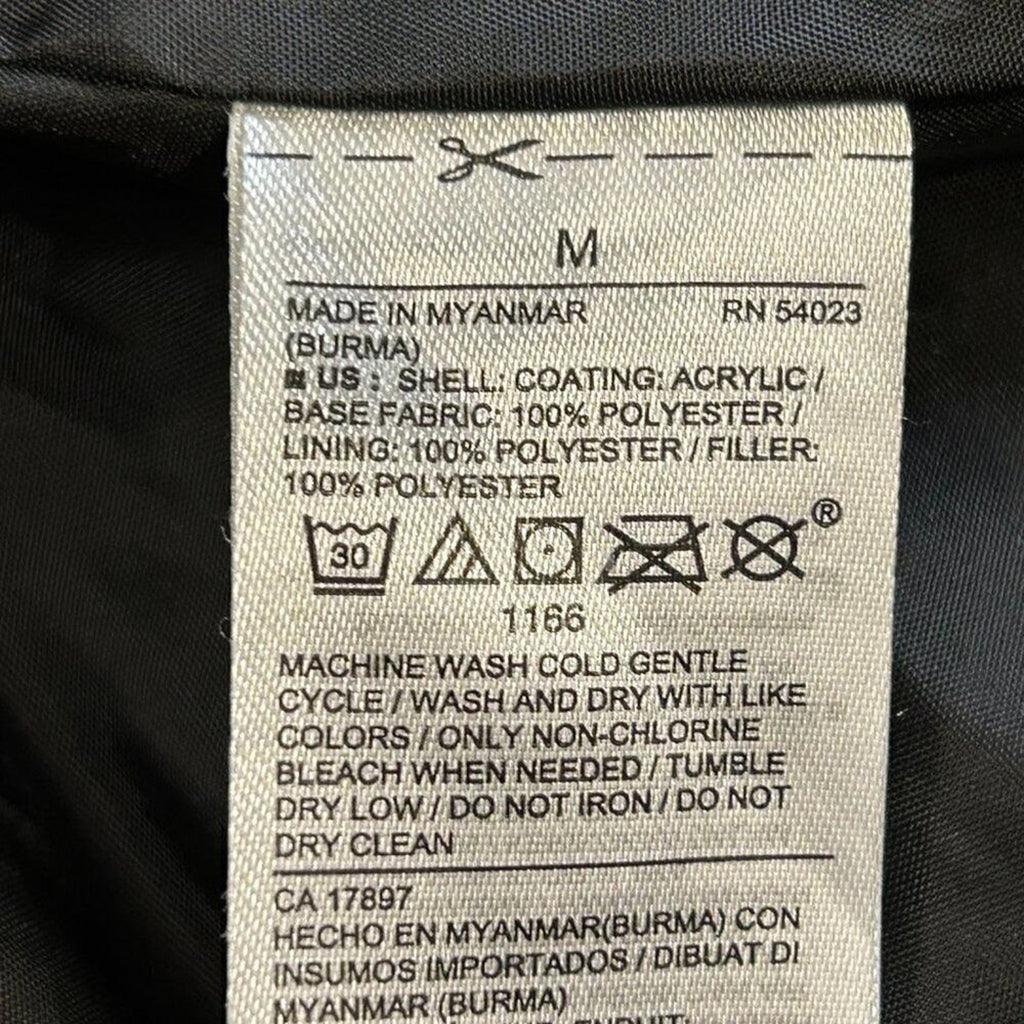 M
MADE IN MYANMAR RN 54023
(BURMA)
US : SHELL: COATING: ACRYLIC /
BASE FABRIC: 100% POLYESTER /
LINING: 100% POLYESTER / FILLER:
100% POLYESTER
30 ®
1166
MACHINE WASH COLD GENTLE
CYCLE / WASH AND DRY WITH LIKE
COLORS / ONLY NON-CHLORINE
BLEACH WHEN NEEDED / TUMBLE
DRY LOW / DO NOT IRON / DO NOT
DRY CLEAN
CA 17897
HECHO EN MYANMAR(BURMA) CON
INSUMOS IMPORTADOS / DIBUAT DI
MYANMAR (BURMA)